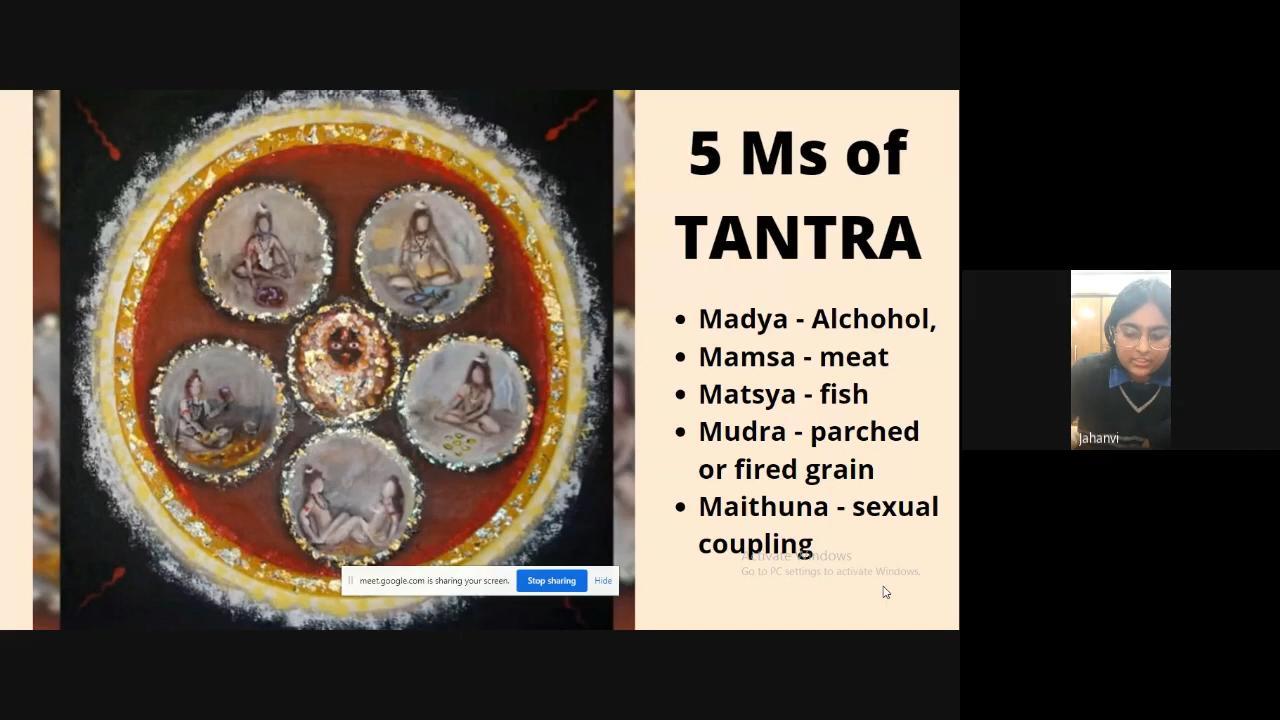 5 Ms of
TANTRA
Madya - Alchohol,
Mamsa - meat
Matsya - fish
Mudra - parched
or fired grain
Maithuna - sexual
coupling
Activate Windows
Go to PC settings to activate Windows.
meet.google.com is sharing your screen. Stop sharing Hide
Jahanvi